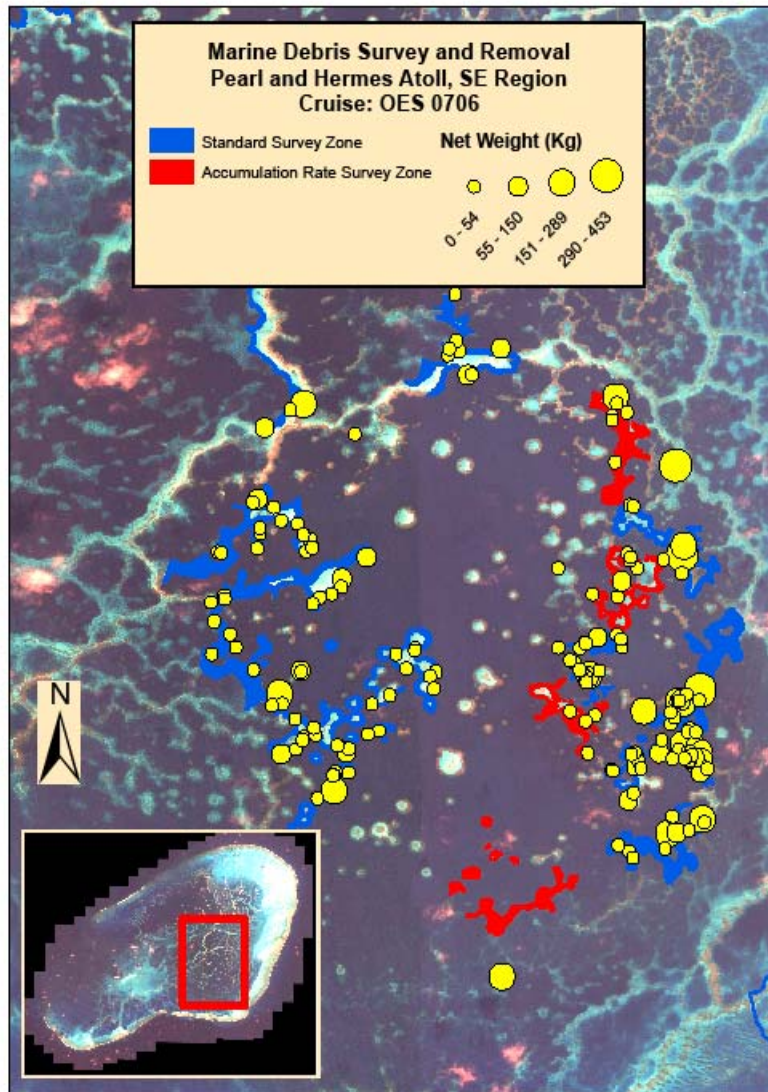 Marine Debris Survey and Removal
Pearl and Hermes Atoll, SE Region
Cruise: OES 0706
Standard Survey Zone
Accumulation Rate Survey Zone
Net Weight (Kg)
0 - 54
55 - 150
151 - 289
290 - 453
N